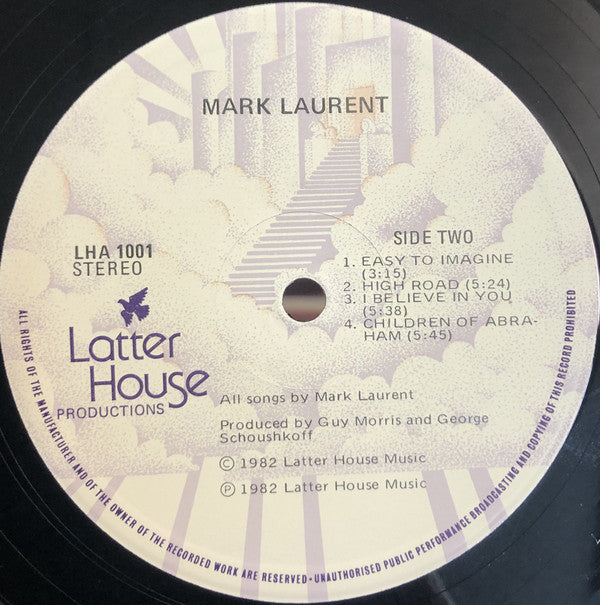 MARK LAURENT
LHA 1001
STEREO
SIDE TWO
1. EASY TO IMAGINE
(3:15)
2. HIGH ROAD (5:24)
3. I BELIEVE IN YOU
(5:38)
4. CHILDREN OF ABRA-
HAM (5:45)
Latter
House
PRODUCTIONS
All songs by Mark Laurent
Produced by Guy Morris and George
Schoushkoff
© 1982 Latter House Music
℗ 1982 Latter House Music
ALL RIGHTS OF THE MANUFACTURER AND OF THE OWNER OF THE RECORDED WORK ARE RESERVED · UNAUTHORISED PUBLIC PERFORMANCE BROADCASTING AND COPYING OF THIS RECORD PROHIBITED